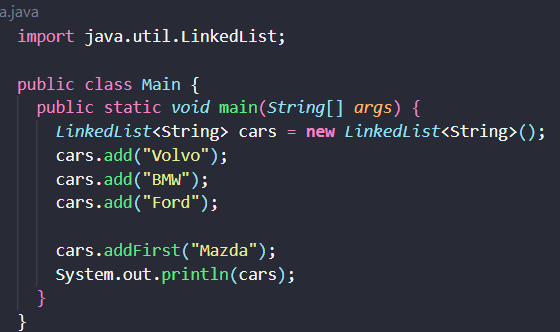 a.java
import java.util.LinkedList;
public class Main {
public static void main(String[] args) {
LinkedList<String> cars = new LinkedList<String>();
cars.add("Volvo");
cars.add("BMW");
cars.add("Ford");
cars.addFirst("Mazda");
System.out.println(cars);
}
}